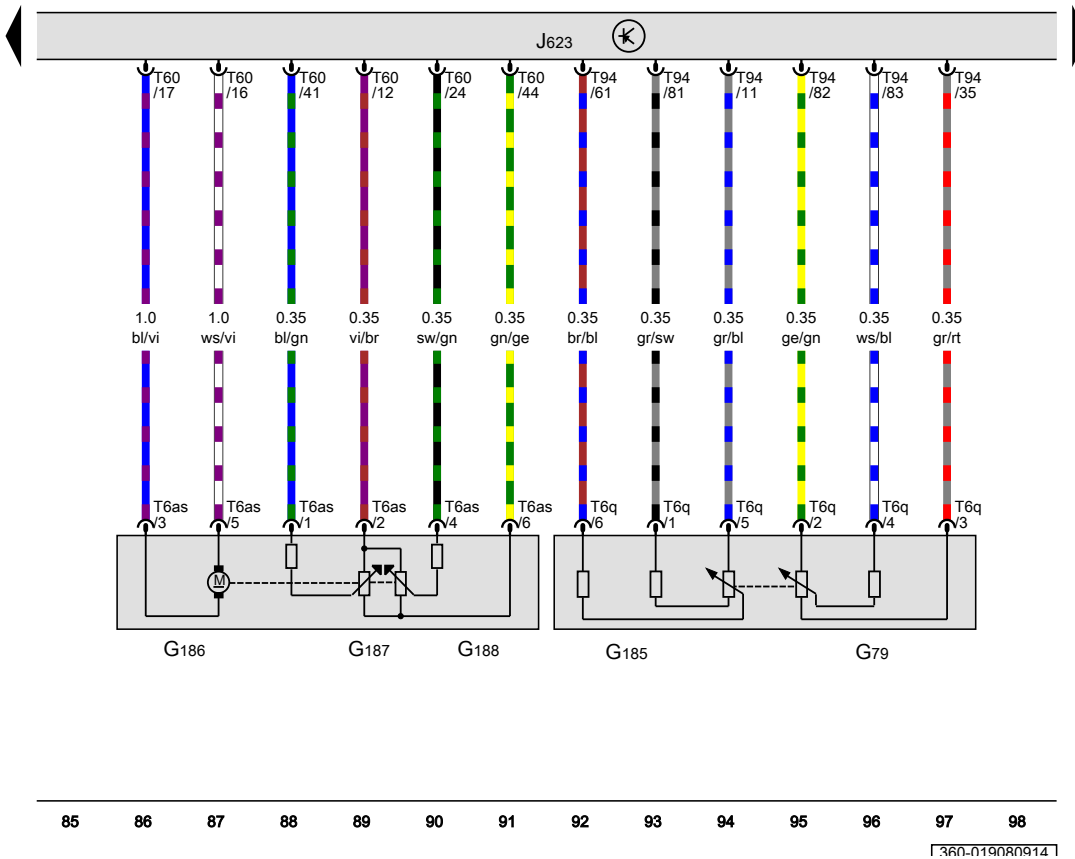 J623
T60 T60 T60 T60 T60 T60 T94 T94 T94 T94 T94 T94
/17 /16 /41 /12 /24 /44 /61 /81 /11 /82 /83 /35
1.0 1.0 0.35 0.35 0.35 0.35 0.35 0.35 0.35 0.35 0.35 0.35
bl/vi ws/vi bl/gn vi/br sw/gn gn/ge br/bl gr/sw gr/bl ge/gn ws/bl gr/rt
T6as T6as T6as T6as T6as T6as T6q T6q T6q T6q T6q T6q
/3 /5 /1 /2 /4 /6 /6 /1 /5 /2 /4 /3
M
G186 G187 G188 G185 G79
85 86 87 88 89 90 91 92 93 94 95 96 97 98
360-019080914